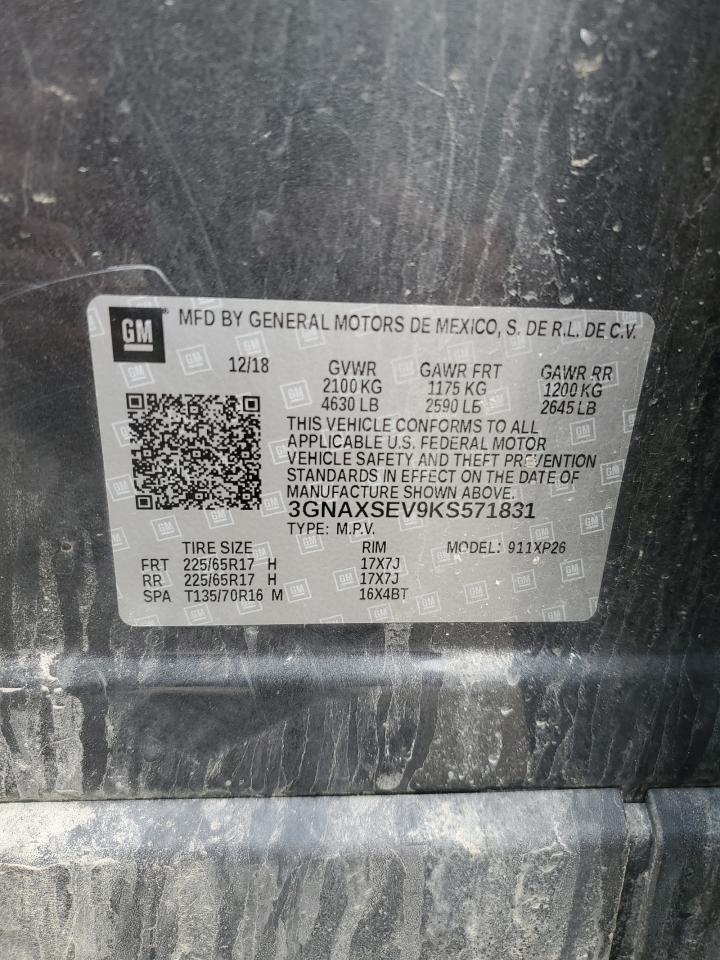 GM MFD BY GENERAL MOTORS DE MEXICO, S. DE R.L. DE C.V.
12/18 GVWR GAWR FRT GAWR RR
2100 KG 1175 KG 1200 KG
4630 LB 2590 LB 2645 LB
THIS VEHICLE CONFORMS TO ALL
APPLICABLE U.S. FEDERAL MOTOR
VEHICLE SAFETY AND THEFT PREVENTION
STANDARDS IN EFFECT ON THE DATE OF
MANUFACTURE SHOWN ABOVE.
3GNAXSEV9KS571831
TYPE: M.P.V.
TIRE SIZE RIM MODEL: 911XP26
FRT 225/65R17 H 17X7J
RR 225/65R17 H 17X7J
SPA T135/70R16 M 16X4BT